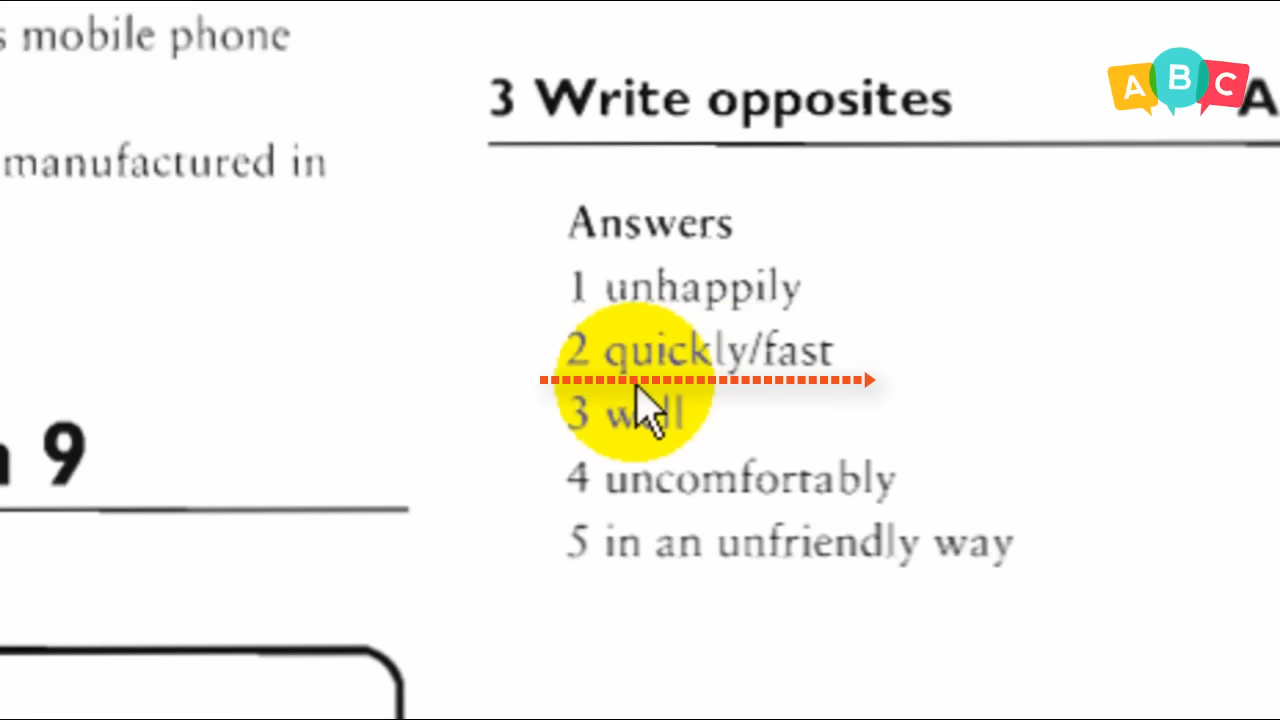 s mobile phone
manufactured in
9
3 Write opposites
Answers
1 unhappily
2 quickly/fast
3 well
4 uncomfortably
5 in an unfriendly way
A B C
A